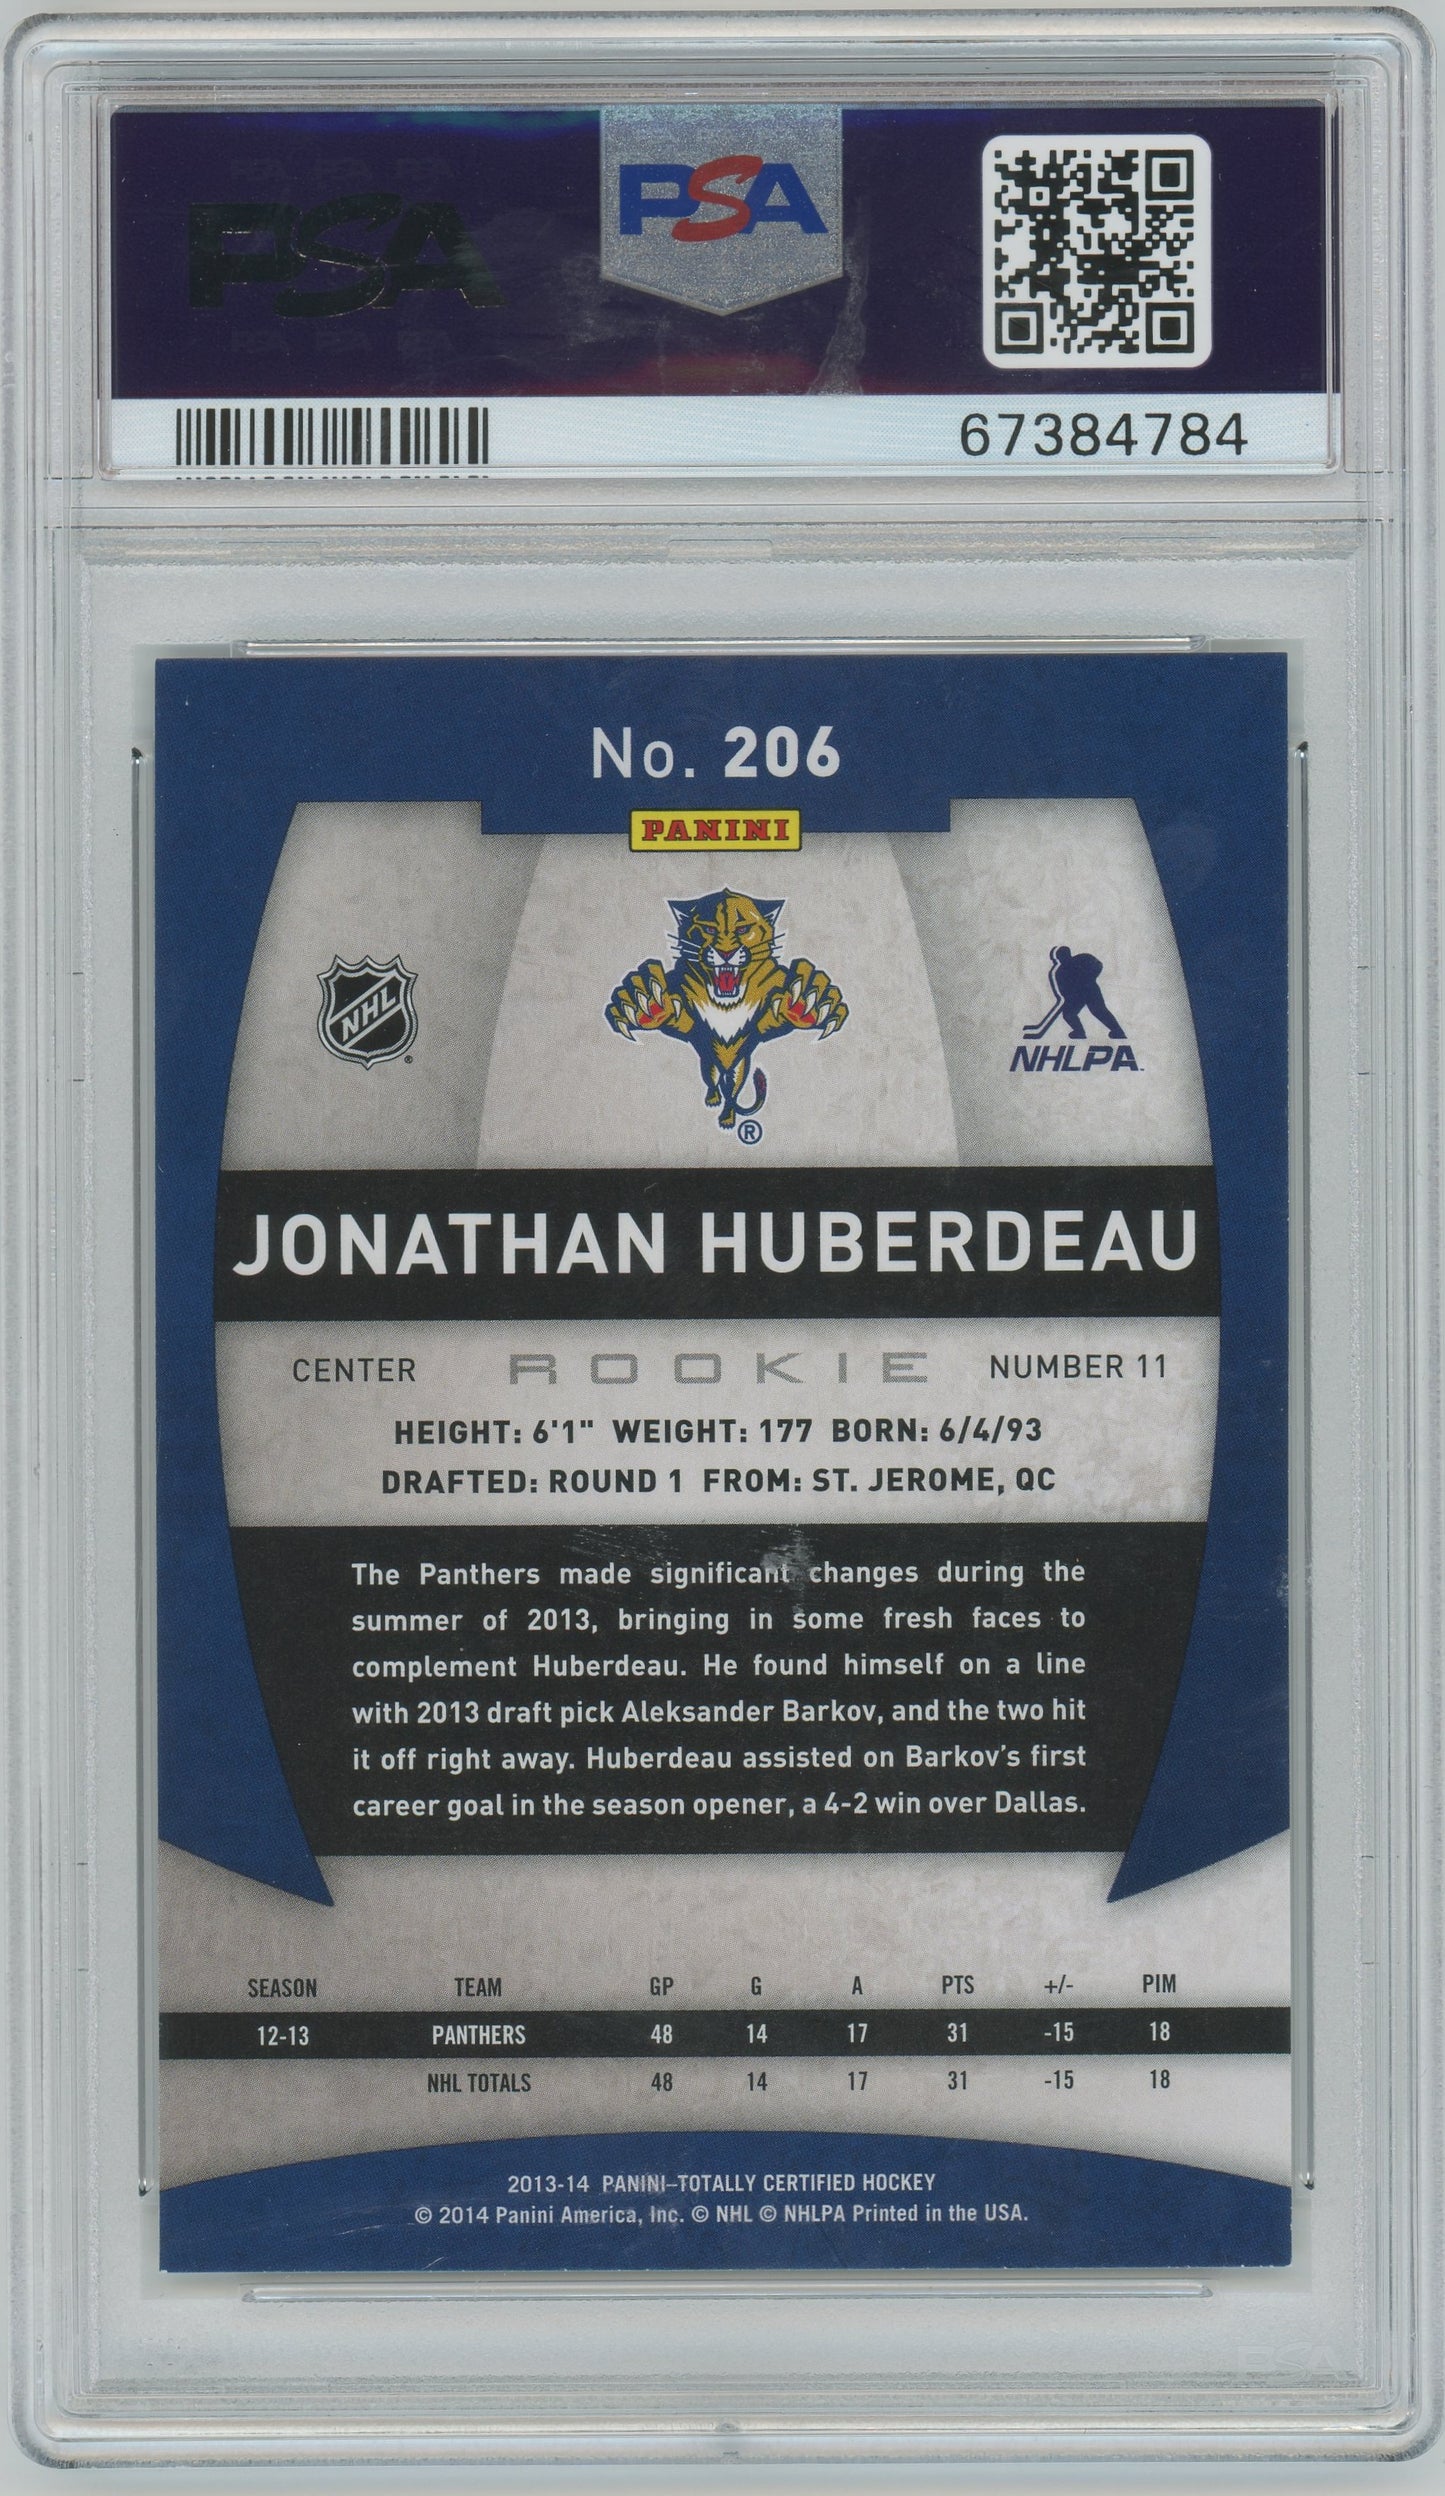 PSA
PSA
67384784
No. 206
PANINI
NHL
®
NHLPA
JONATHAN HUBERDEAU
CENTER ROOKIE NUMBER 11
HEIGHT: 6'1" WEIGHT: 177 BORN: 6/4/93
DRAFTED: ROUND 1 FROM: ST. JEROME, QC
The Panthers made significant changes during the
summer of 2013, bringing in some fresh faces to
complement Huberdeau. He found himself on a line
with 2013 draft pick Aleksander Barkov, and the two hit
it off right away. Huberdeau assisted on Barkov's first
career goal in the season opener, a 4-2 win over Dallas.
SEASON TEAM GP G A PTS +/- PIM
12-13 PANTHERS 48 14 17 31 -15 18
NHL TOTALS 48 14 17 31 -15 18
2013-14 PANINI–TOTALLY CERTIFIED HOCKEY
© 2014 Panini America, Inc. © NHL © NHLPA Printed in the USA.
PSA